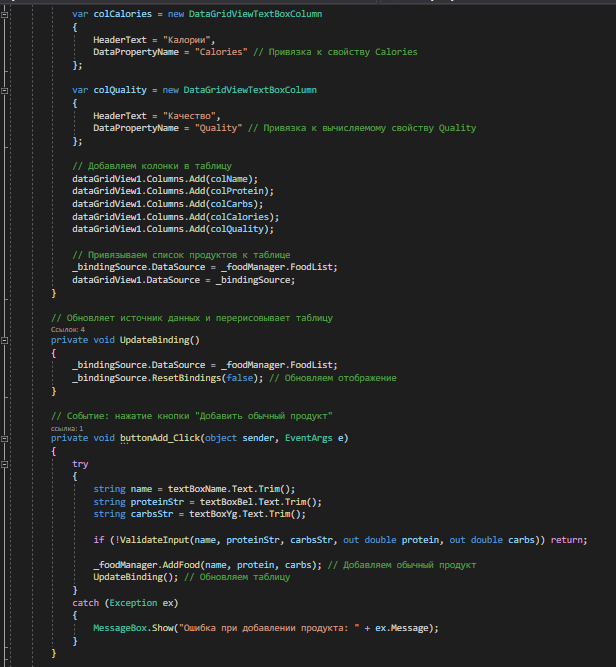 var colCalories = new DataGridViewTextBoxColumn
{
HeaderText = "Калории",
DataPropertyName = "Calories" // Привязка к свойству Calories
};
var colQuality = new DataGridViewTextBoxColumn
{
HeaderText = "Качество",
DataPropertyName = "Quality" // Привязка к вычисляемому свойству Quality
};
// Добавляем колонки в таблицу
dataGridView1.Columns.Add(colName);
dataGridView1.Columns.Add(colProtein);
dataGridView1.Columns.Add(colCarbs);
dataGridView1.Columns.Add(colCalories);
dataGridView1.Columns.Add(colQuality);
// Привязываем список продуктов к таблице
_bindingSource.DataSource = _foodManager.FoodList;
dataGridView1.DataSource = _bindingSource;
}
// Обновляет источник данных и перерисовывает таблицу
Ссылок: 4
private void UpdateBinding()
{
_bindingSource.DataSource = _foodManager.FoodList;
_bindingSource.ResetBindings(false); // Обновляем отображение
}
// Событие: нажатие кнопки "Добавить обычный продукт"
ссылка: 1
private void buttonAdd_Click(object sender, EventArgs e)
{
try
{
string name = textBoxName.Text.Trim();
string proteinStr = textBoxBel.Text.Trim();
string carbsStr = textBoxYg.Text.Trim();
if (!ValidateInput(name, proteinStr, carbsStr, out double protein, out double carbs)) return;
_foodManager.AddFood(name, protein, carbs); // Добавляем обычный продукт
UpdateBinding(); // Обновляем таблицу
}
catch (Exception ex)
{
MessageBox.Show("Ошибка при добавлении продукта: " + ex.Message);
}
}